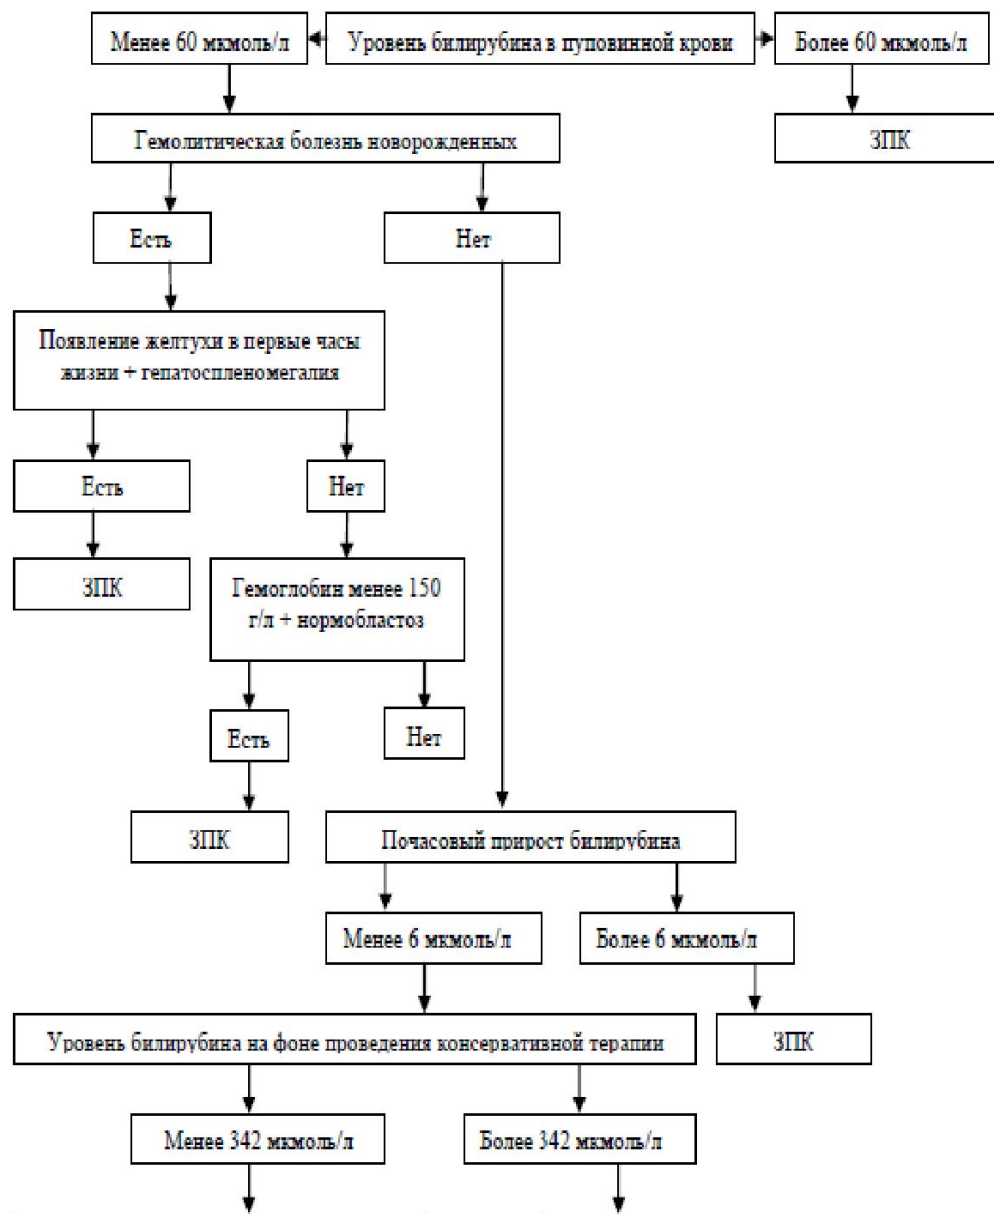 Менее 60 мкмоль/л
Уровень билирубина в пуповинной крови
Более 60 мкмоль/л
Гемолитическая болезнь новорожденных
ЗПК
Есть
Нет
Появление желтухи в первые часы
жизни + гепатоспленомегалия
Есть
Нет
ЗПК
Гемоглобин менее 150
г/л + нормобластоз
Есть
Нет
ЗПК
Почасовый прирост билирубина
Менее 6 мкмоль/л
Более 6 мкмоль/л
Уровень билирубина на фоне проведения консервативной терапии
ЗПК
Менее 342 мкмоль/л
Более 342 мкмоль/л